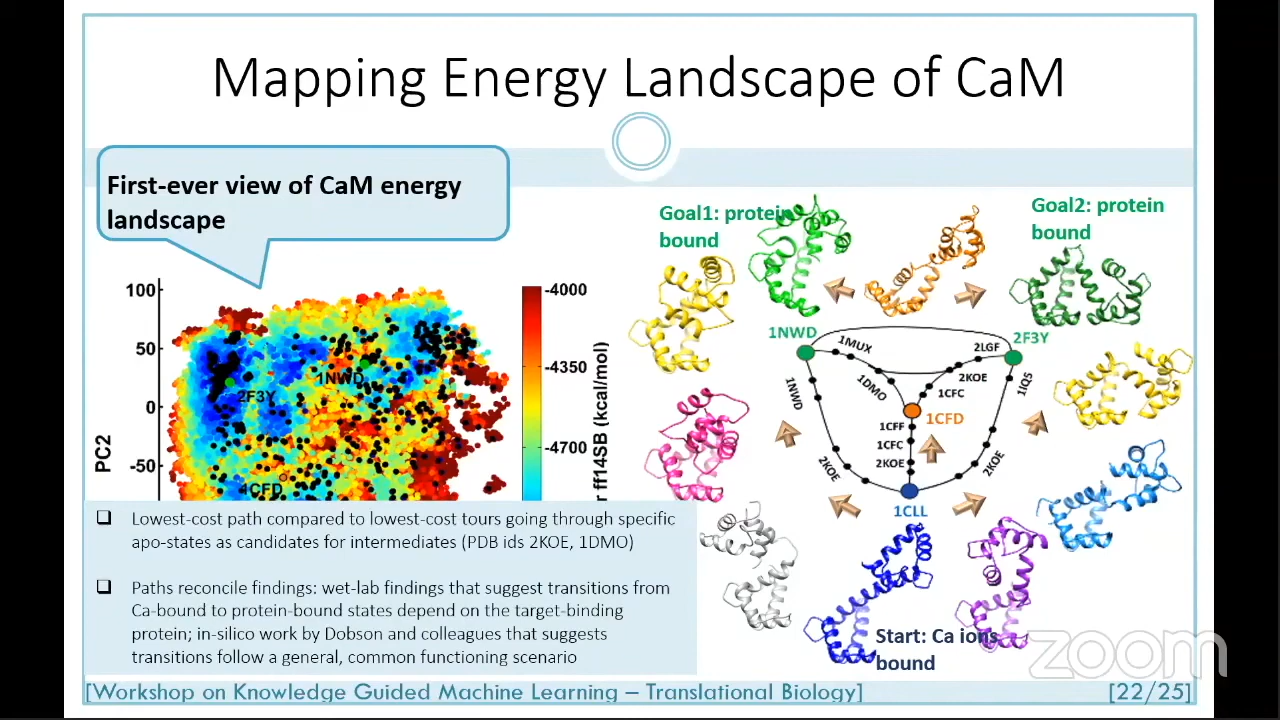 Mapping Energy Landscape of CaM
First-ever view of CaM energy
landscape
100
50
0
-50
PC2
2F3Y
1NWD
1CFD
-4000
-4350
-4700
r ff14SB (kcal/mol)
Goal1: protein
bound
Goal2: protein
bound
1NWD
2F3Y
1MUX
2LGF
1DMO
2KOE
1CFC
1NWD
1IQ5
1CFD
1CFF
1CFC
2KOE
2KOE
2KOE
1CLL
Start: Ca ions
bound
❑ Lowest-cost path compared to lowest-cost tours going through specific
apo-states as candidates for intermediates (PDB ids 2KOE, 1DMO)
❑ Paths reconcile findings wet-lab findings that suggest transitions from
Ca-bound to protein-bound states depend on the target-binding
protein; in-silico work by Dobson and colleagues that suggests
transitions follow a general, common functioning scenario
zoom
[Workshop on Knowledge Guided Machine Learning – Translational Biology]
[22/25]